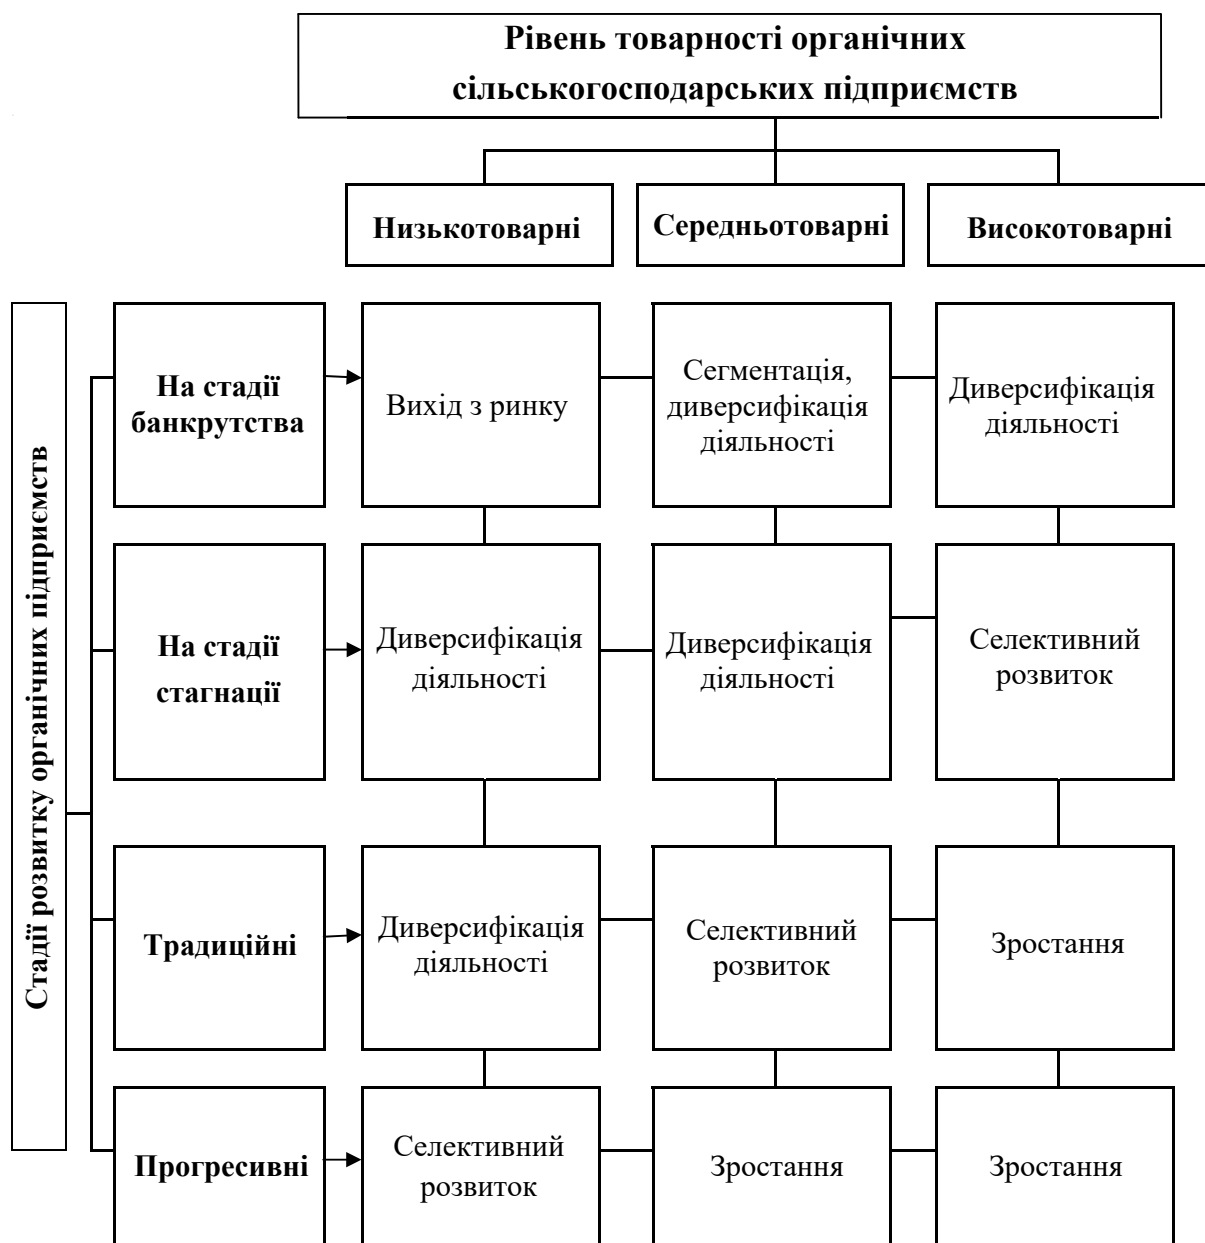 Рівень товарності органічних
сільськогосподарських підприємств
Низькотоварні
Середньотоварні
Високотоварні
Стадії розвитку органічних підприємств
На стадії
банкрутства
Вихід з ринку
Сегментація,
диверсифікація
діяльності
Диверсифікація
діяльності
На стадії
стагнації
Диверсифікація
діяльності
Диверсифікація
діяльності
Селективний
розвиток
Традиційні
Диверсифікація
діяльності
Селективний
розвиток
Зростання
Прогресивні
Селективний
розвиток
Зростання
Зростання